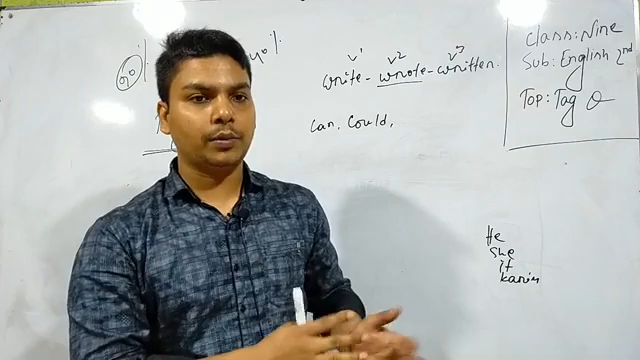 v1 v2 v3
write - wrote - written.
Can. Could,
Class: Nine
Sub: English 2nd
Top: Tag Q
He
She
it
Karim